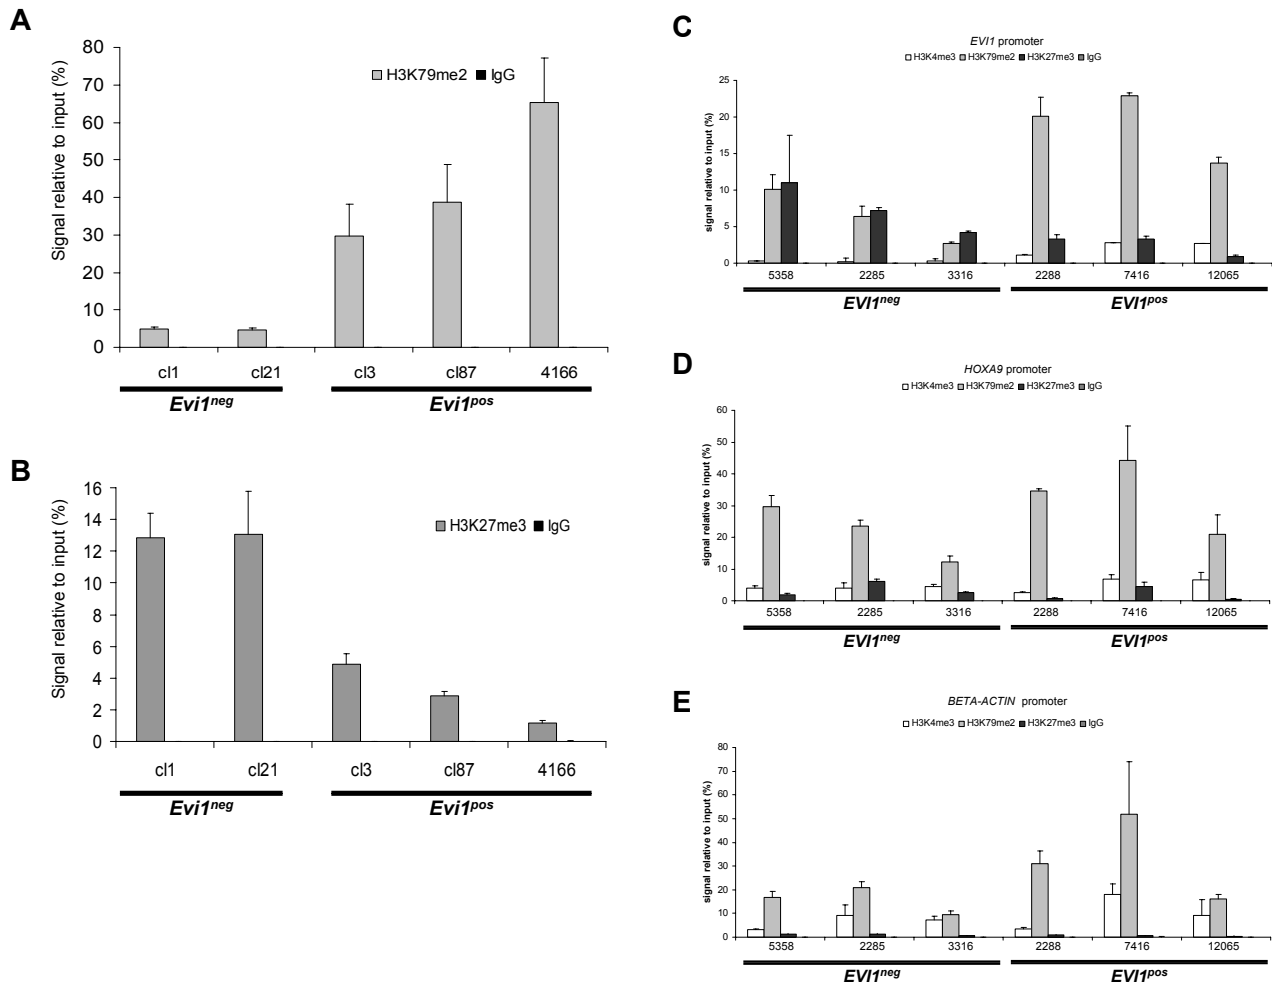 A
Signal relative to input (%)
80
70
60
50
40
30
20
10
0
H3K79me2 IgG
cl1 cl21 cl3 cl87 4166
Evi1neg Evi1pos
B
Signal relative to input (%)
16
14
12
10
8
6
4
2
0
H3K27me3 IgG
cl1 cl21 cl3 cl87 4166
Evi1neg Evi1pos
C
EVI1 promoter
H3K4me3 H3K79me2 H3K27me3 IgG
signal relative to input (%)
25
20
15
10
5
0
5358 2285 3316 2288 7416 12065
EVI1neg EVI1pos
D
HOXA9 promoter
H3K4me3 H3K79me2 H3K27me3 IgG
signal relative to input (%)
60
50
40
30
20
10
0
5358 2285 3316 2288 7416 12065
EVI1neg EVI1pos
E
BETA-ACTIN promoter
H3K4me3 H3K79me2 H3K27me3 IgG
signal relative to input (%)
80
70
60
50
40
30
20
10
0
5358 2285 3316 2288 7416 12065
EVI1neg EVI1pos